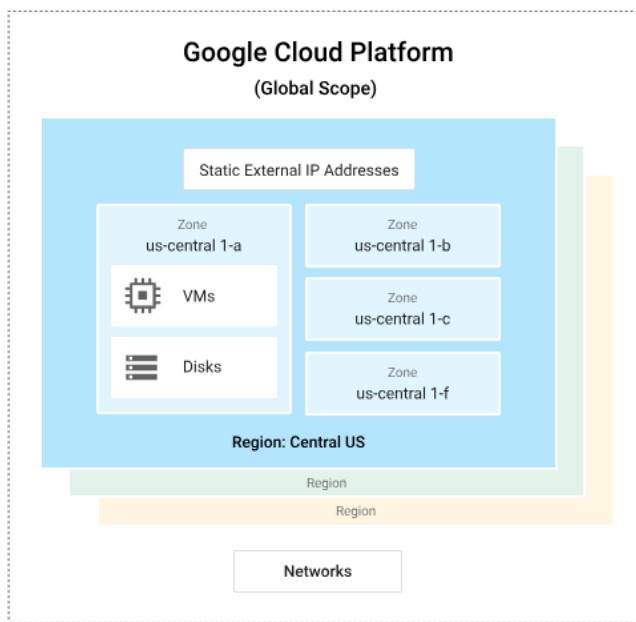 Google Cloud Platform
(Global Scope)
Static External IP Addresses
Zone
us-central 1-a
VMs
Disks
Zone
us-central 1-b
Zone
us-central 1-c
Zone
us-central 1-f
Region: Central US
Region
Region
Networks